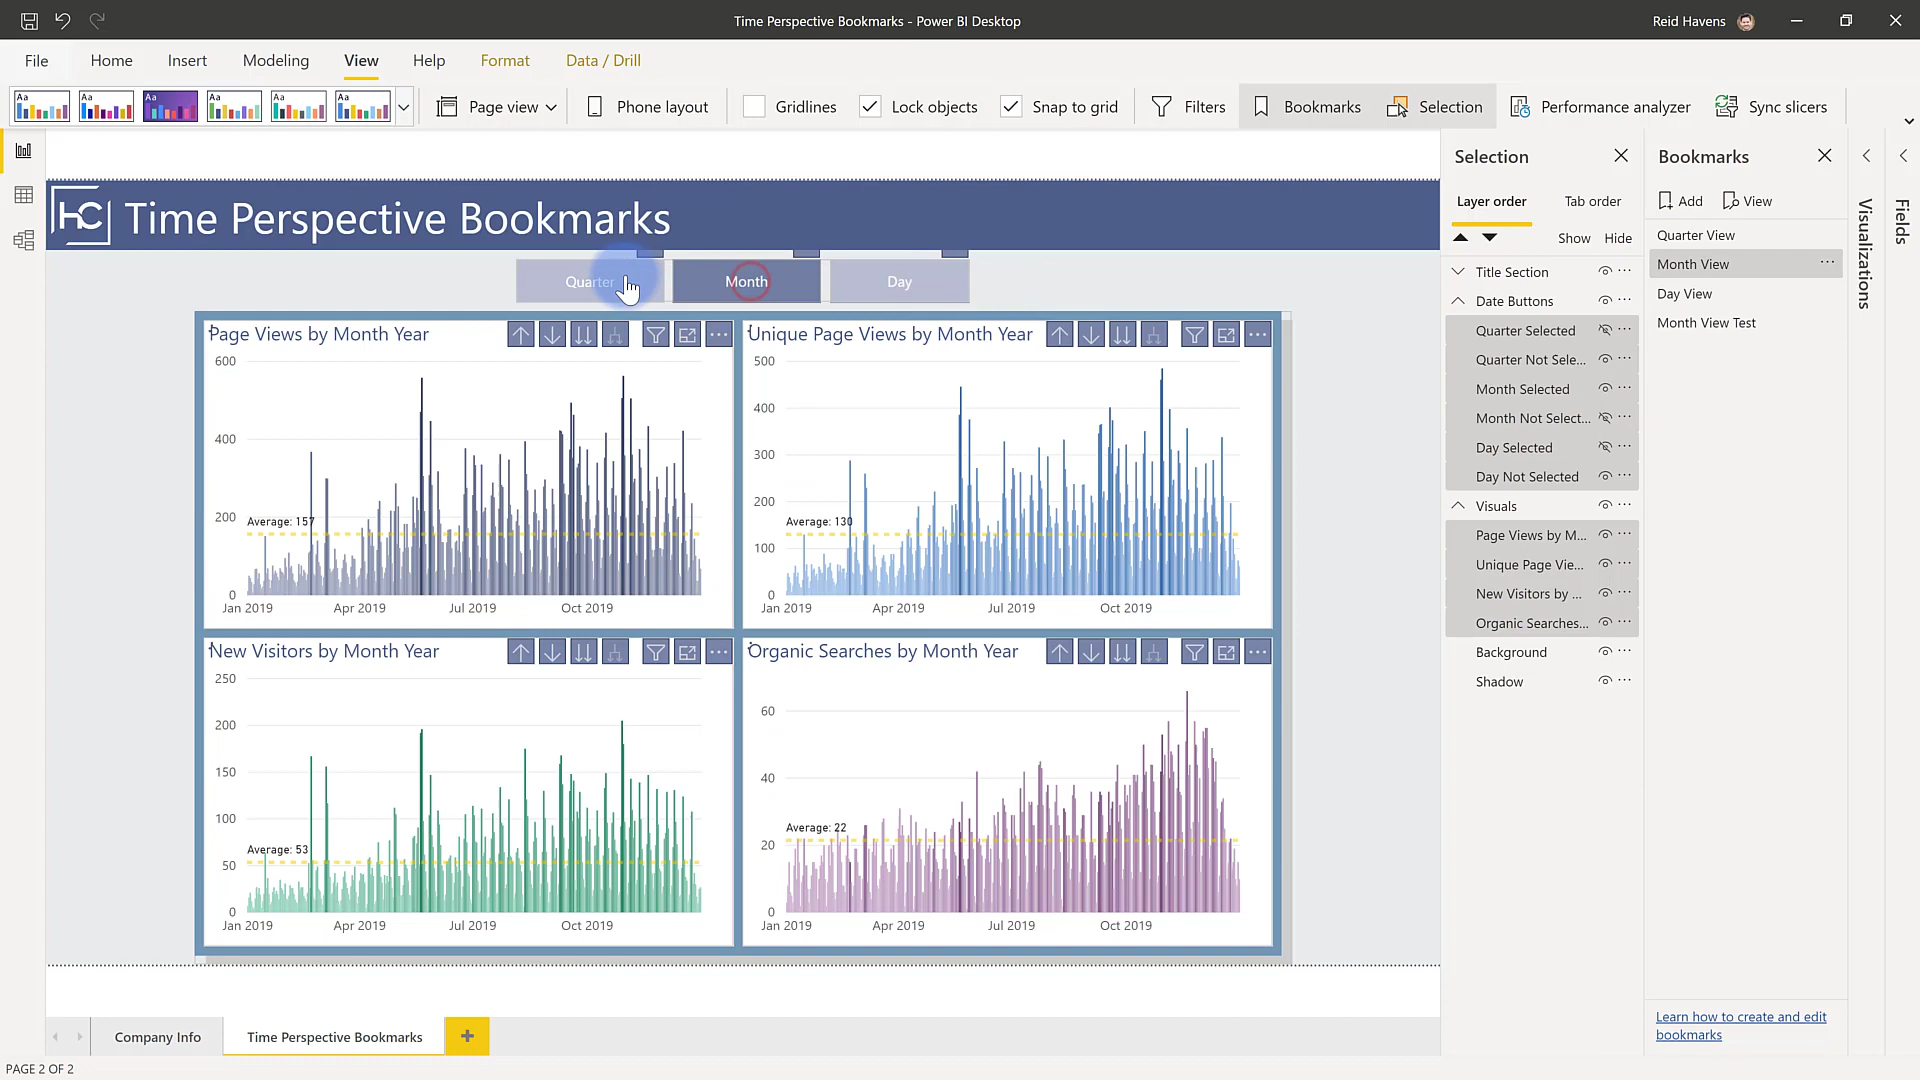 Time Perspective Bookmarks - Power BI Desktop
Reid Havens
File Home Insert Modeling View Help Format Data / Drill
Aa Aa Aa Aa Aa Aa
Page view
Phone layout
Gridlines
Lock objects
Snap to grid
Filters
Bookmarks
Selection
Performance analyzer
Sync slicers
HC Time Perspective Bookmarks
Quarter Month Day
Page Views by Month Year
600
400
200
0
Average: 157
Jan 2019 Apr 2019 Jul 2019 Oct 2019
Unique Page Views by Month Year
500
400
300
200
100
0
Average: 130
Jan 2019 Apr 2019 Jul 2019 Oct 2019
New Visitors by Month Year
250
200
150
100
50
0
Average: 53
Jan 2019 Apr 2019 Jul 2019 Oct 2019
Organic Searches by Month Year
60
40
20
0
Average: 22
Jan 2019 Apr 2019 Jul 2019 Oct 2019
Selection
Layer order Tab order
Show Hide
Title Section
Date Buttons
Quarter Selected
Quarter Not Sele...
Month Selected
Month Not Select...
Day Selected
Day Not Selected
Visuals
Page Views by M...
Unique Page Vie...
New Visitors by ...
Organic Searches...
Background
Shadow
Bookmarks
Add View
Quarter View
Month View
Day View
Month View Test
Learn how to create and edit
bookmarks
Visualizations
Fields
Company Info
Time Perspective Bookmarks
PAGE 2 OF 2